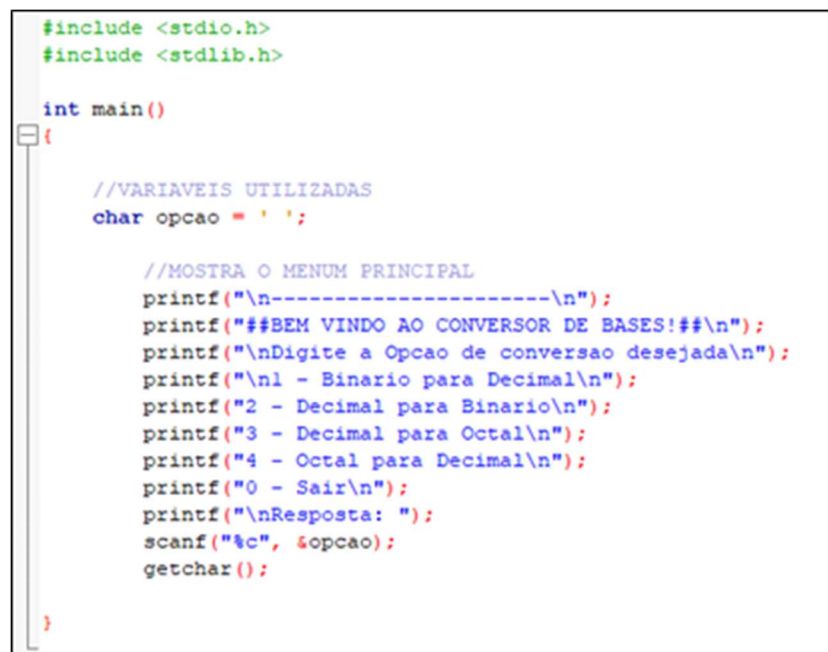 #include <stdio.h>
#include <stdlib.h>
int main()
{
//VARIAVEIS UTILIZADAS
char opcao = ' ';
//MOSTRA O MENUM PRINCIPAL
printf("\n----------------------\n");
printf("##BEM VINDO AO CONVERSOR DE BASES!##\n");
printf("\nDigite a Opcao de conversao desejada\n");
printf("\n1 - Binario para Decimal\n");
printf("2 - Decimal para Binario\n");
printf("3 - Decimal para Octal\n");
printf("4 - Octal para Decimal\n");
printf("0 - Sair\n");
printf("\nResposta: ");
scanf("%c", &opcao);
getchar();
}